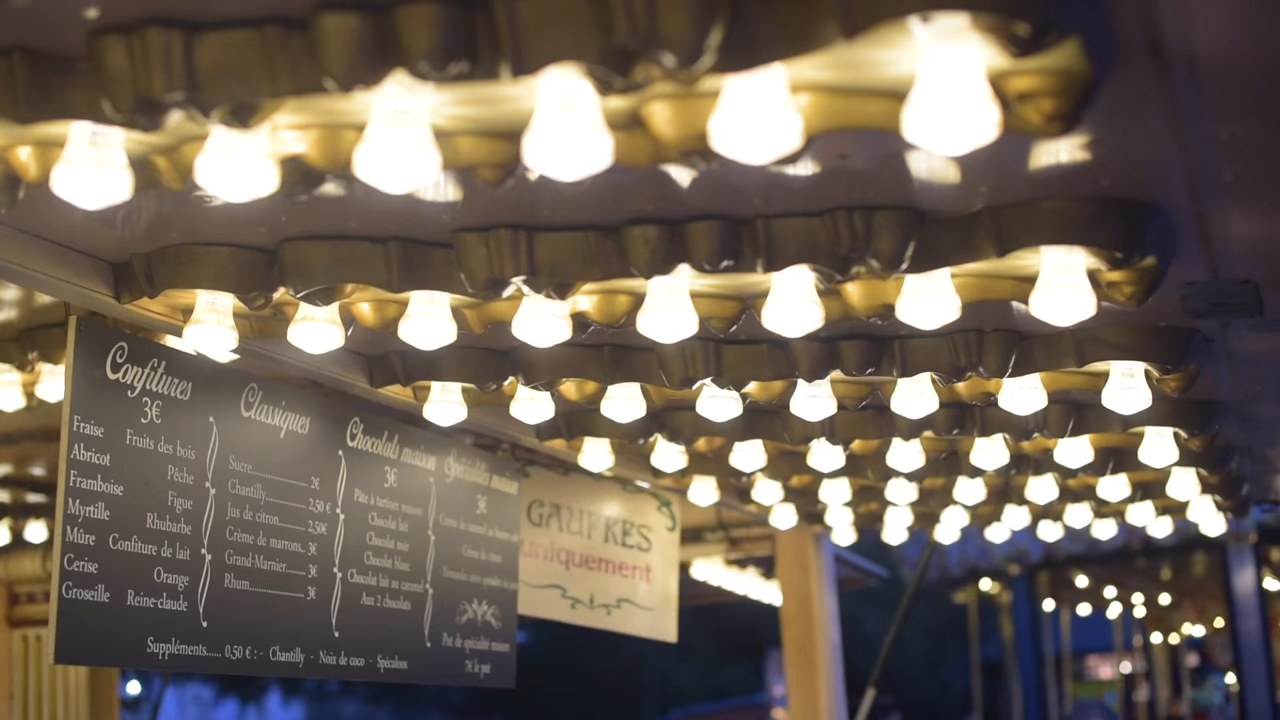 Confitures
3€
Fraise
Abricot
Framboise
Myrtille
Mûre
Cerise
Groseille
Fruits des bois
Pêche
Figue
Rhubarbe
Confiture de lait
Orange
Reine-claude
Classiques
Sucre....................2€
Chantilly...............2,50 €
Jus de citron.........2,50€
Crème de marrons.. 3€
Grand-Marnier.......3€
Rhum...................3€
Chocolats maison
3€
Pâte à tartiner maison
Chocolat lait
Chocolat noir
Chocolat blanc
Chocolat lait au caramel
Aux 2 chocolats
Spécialités maison
3€
Crème de caramel au beurre
Pot de spécialité maison
7€ le pot
Suppléments...... 0,50 € : - Chantilly - Noix de coco - Spéculoos
GAUFRES
uniquement